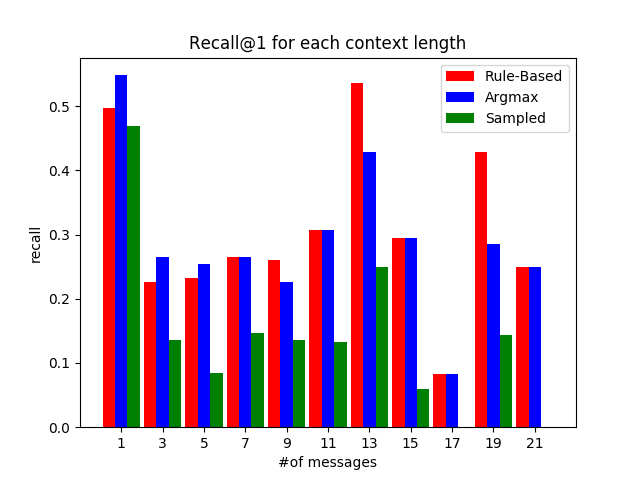 Recall@1 for each context length
Rule-Based
Argmax
Sampled
recall
0.5
0.4
0.3
0.2
0.1
0.0
1 3 5 7 9 11 13 15 17 19 21
#of messages